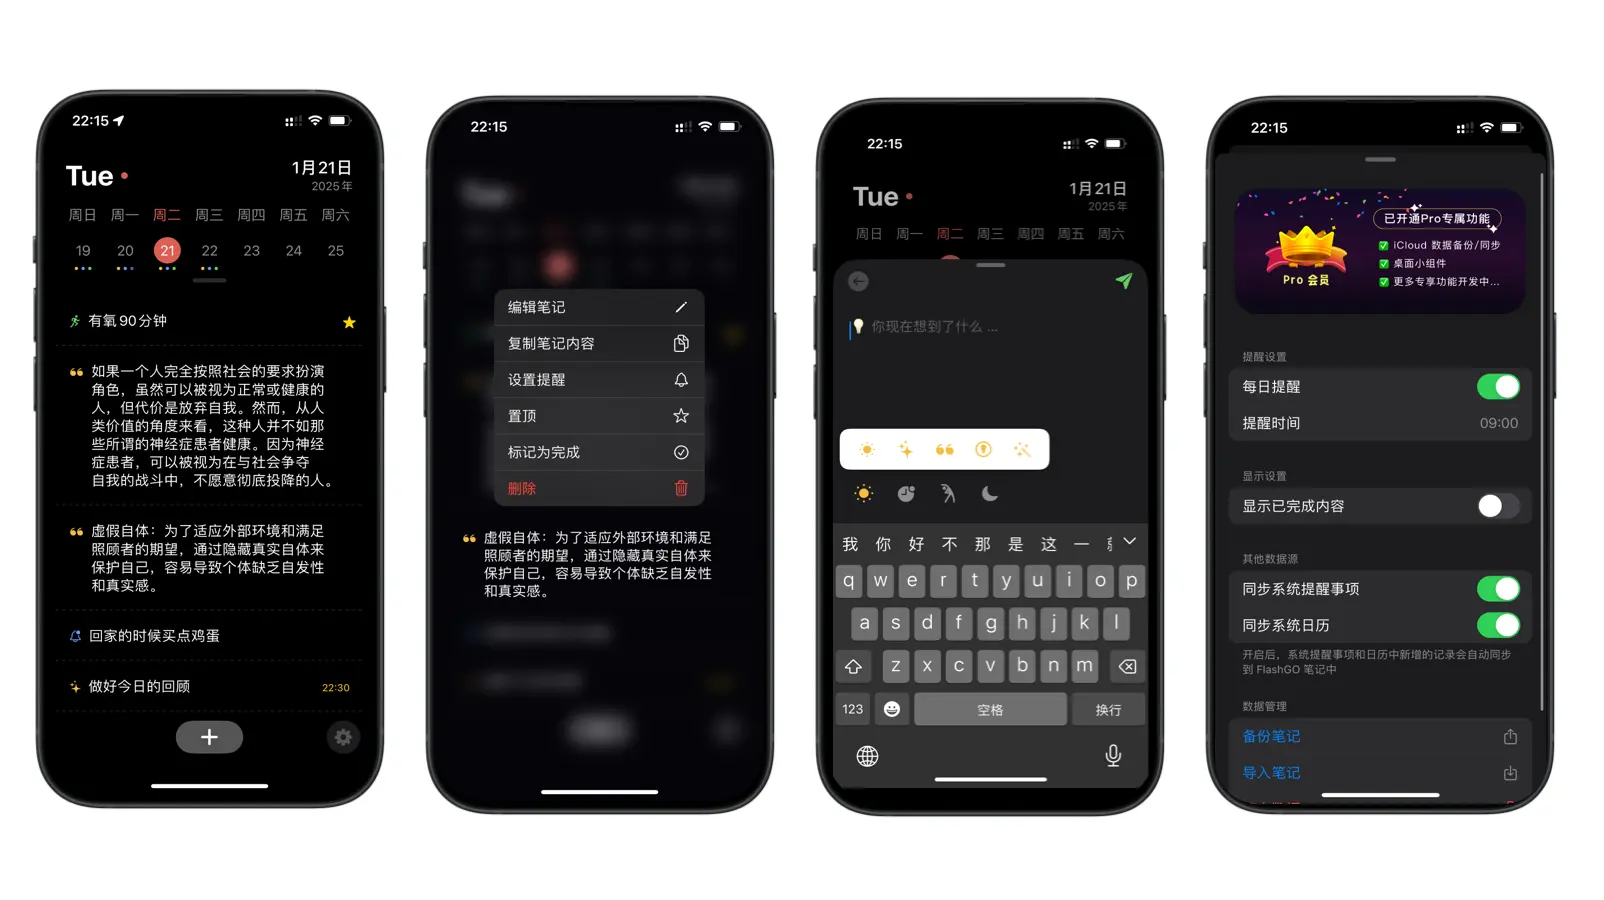 22:15
Tue
1月21日
2025年
周日 周一 周二 周三 周四 周五 周六
19 20 21 22 23 24 25
有氧90分钟
如果一个人完全按照社会的要求扮演
角色，虽然可以被视为正常或健康的
人，但代价是放弃自我。然而，从人
类价值的角度来看，这种人并不如那
些所谓的神经症患者健康。因为神经
症患者，可以被视为在与社会争夺
自我的战斗中，不愿意彻底投降的人。
虚假自体：为了适应外部环境和满足
照顾者的期望，通过隐藏真实自体来
保护自己，容易导致个体缺乏自发性
和真实感。
回家的时候买点鸡蛋
做好今日的回顾
22:30
22:15
编辑笔记
复制笔记内容
设置提醒
置顶
标记为完成
删除
虚假自体：为了适应外部环境和满足
照顾者的期望，通过隐藏真实自体来
保护自己，容易导致个体缺乏自发性
和真实感。
22:15
Tue
1月21日
2025年
周日 周一 周二 周三 周四 周五 周六
你现在想到了什么 ...
我 你 好 不 那 是 这 一
q w e r t y u i o p
a s d f g h j k l
z x c v b n m
123 空格 换行
22:15
已开通Pro专属功能
iCloud 数据备份/同步
桌面小组件
更多专享功能开发中...
Pro 会员
提醒设置
每日提醒
提醒时间 09:00
显示设置
显示已完成内容
其他数据源
同步系统提醒事项
同步系统日历
开启后，系统提醒事项和日历中新增的记录会自动同步
到 FlashGO 笔记中
数据管理
备份笔记
导入笔记